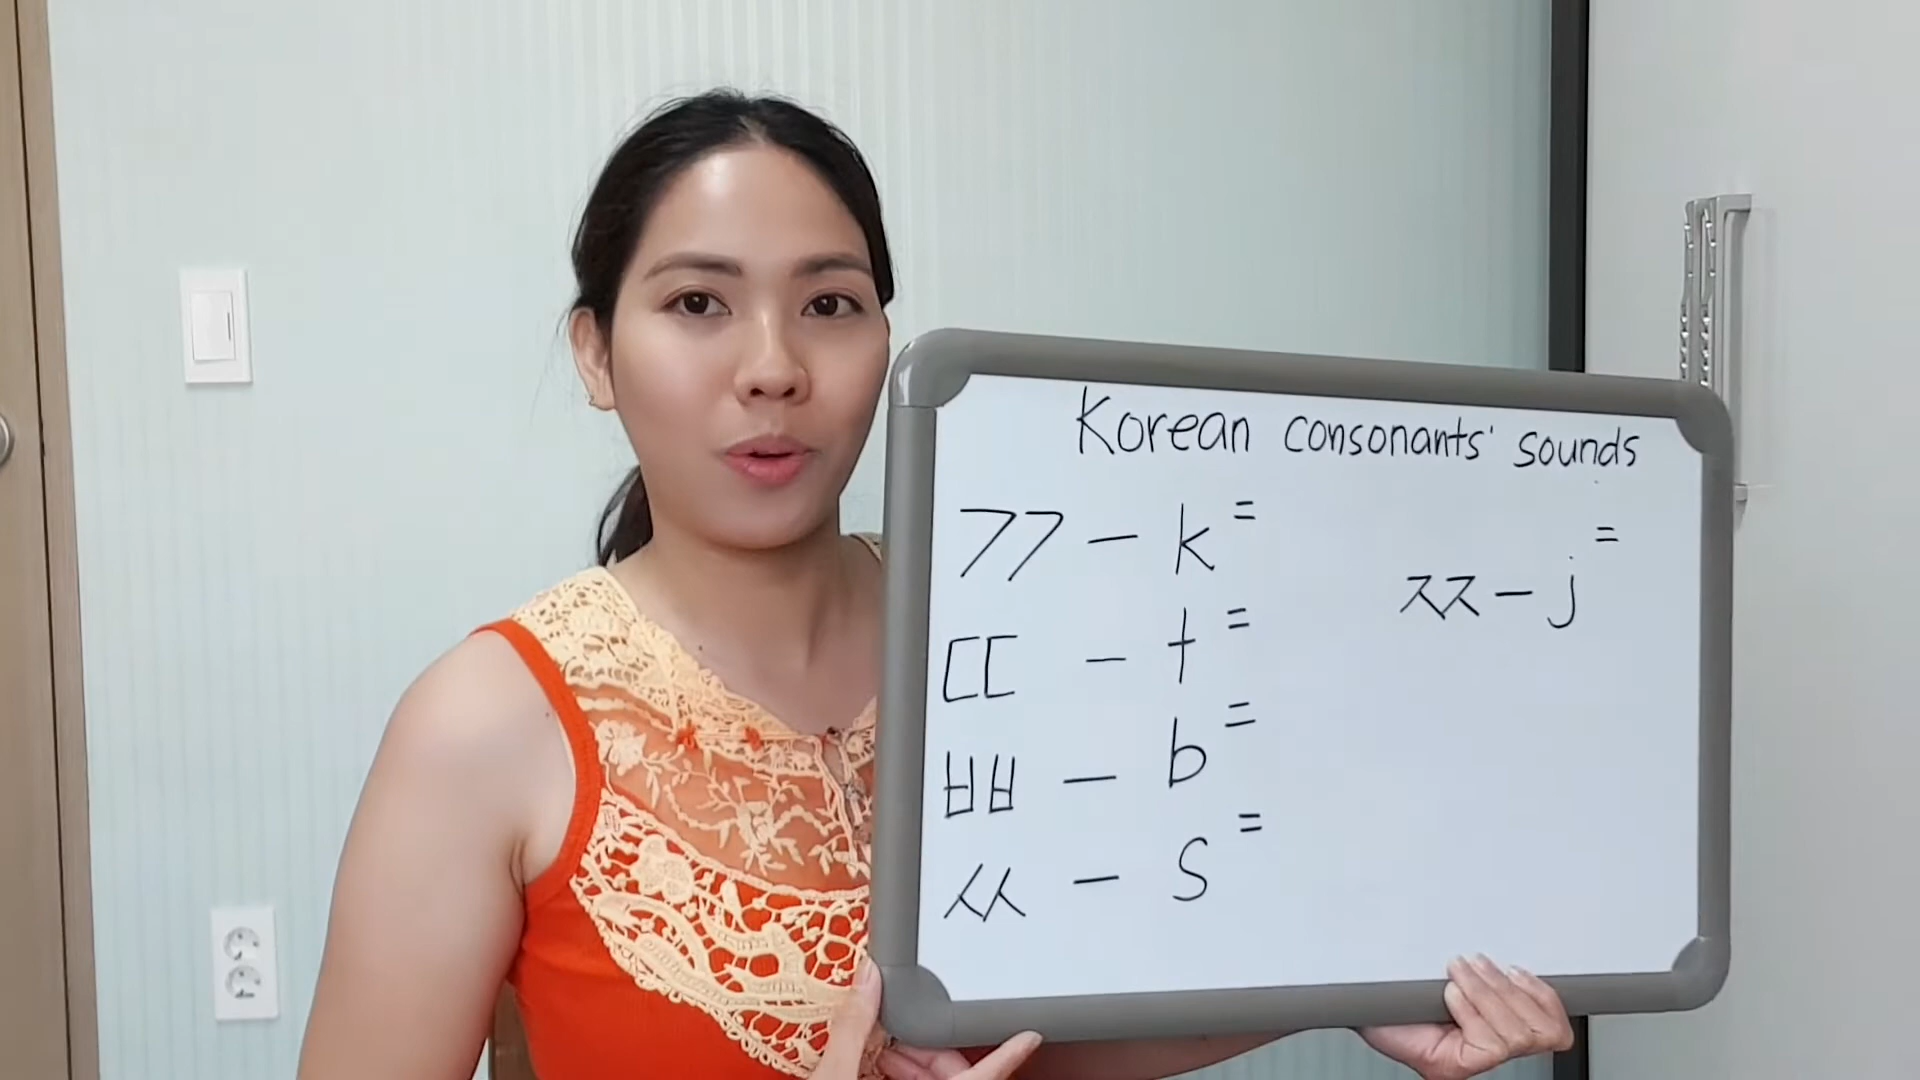 Korean consonants' sounds
ㄲ - k=
ㄸ - t=
ㅃ - b=
ㅆ - s=
ㅉ - j=